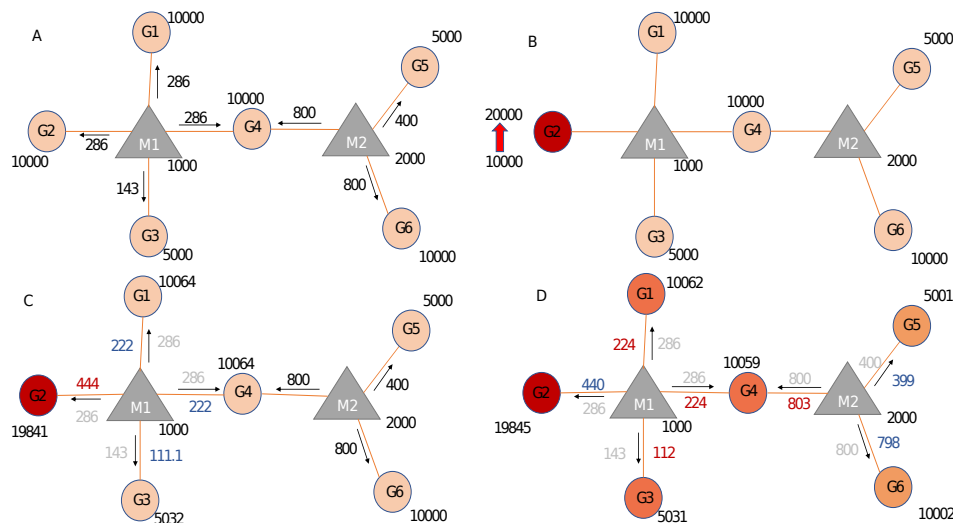 A
10000
G1
286
G2
10000
286
M1
1000
286
10000
G4
143
G3
5000
800
M2
2000
5000
G5
400
800
G6
10000
B
10000
G1
20000
10000
G2
M1
1000
10000
G4
G3
5000
M2
2000
5000
G5
G6
10000
C
10064
G1
222
286
444
G2
286
19841
M1
1000
286
10064
G4
222
143
111.1
G3
5032
800
M2
2000
5000
G5
400
800
G6
10000
D
10062
G1
224
286
440
G2
286
19845
M1
1000
286
10059
G4
224
143
112
G3
5031
800
803
M2
2000
5001
G5
400
399
798
800
G6
10002